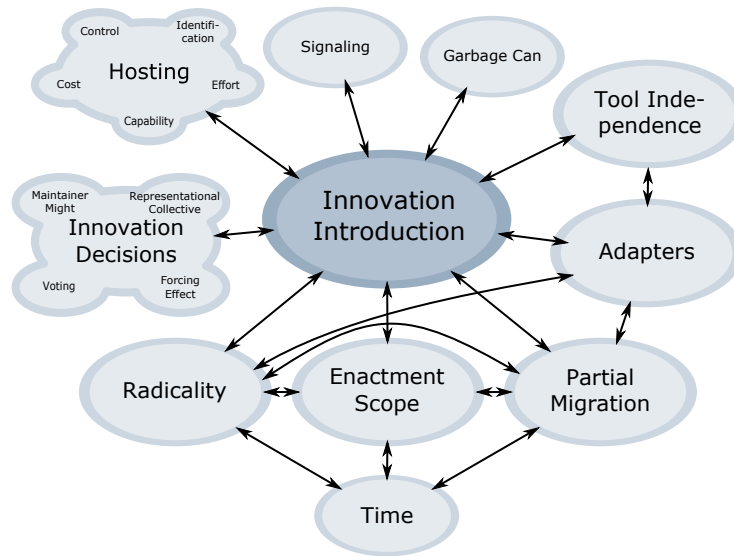 Control
Identifi-
cation
Hosting
Cost
Effort
Capability
Signaling
Garbage Can
Tool Inde-
pendence
Innovation
Introduction
Maintainer
Might
Representational
Collective
Innovation
Decisions
Voting
Forcing
Effect
Adapters
Radicality
Enactment
Scope
Partial
Migration
Time